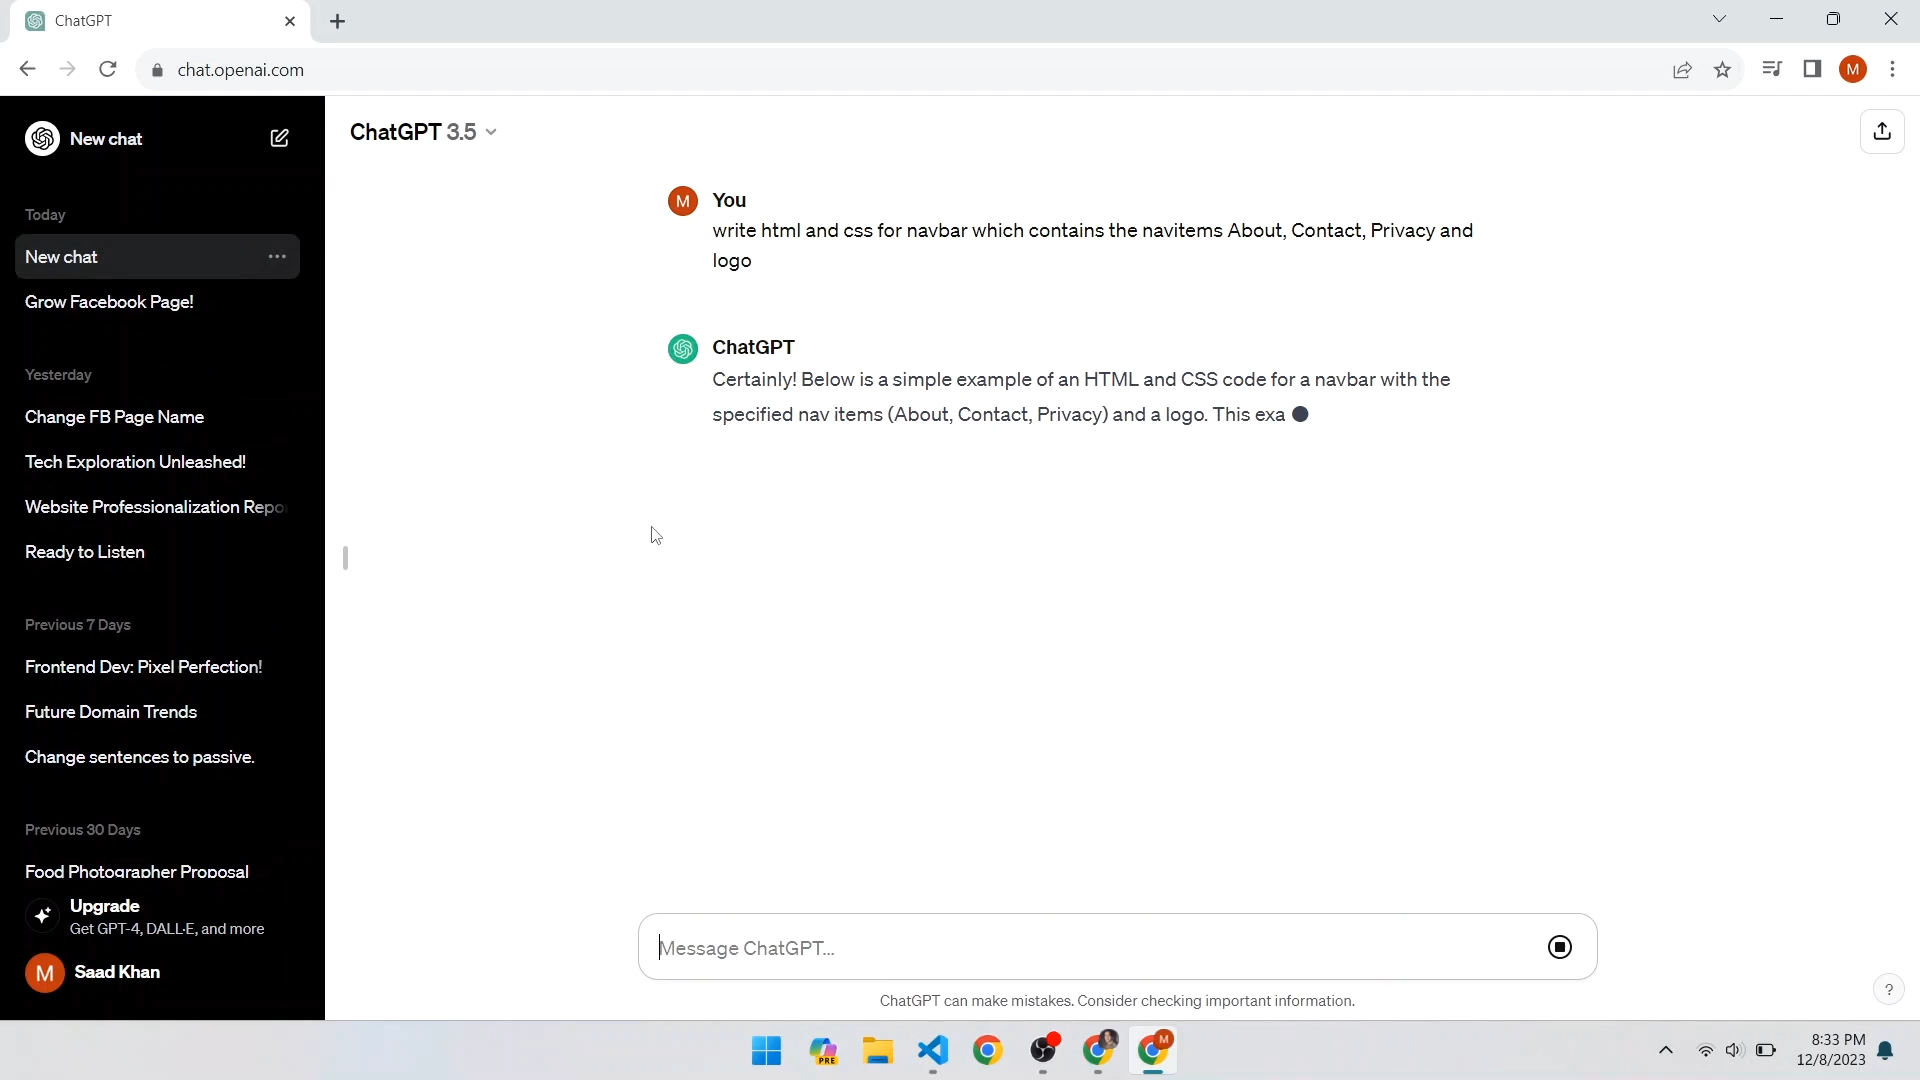 ChatGPT
chat.openai.com
M
New chat
Today
New chat
Grow Facebook Page!
Yesterday
Change FB Page Name
Tech Exploration Unleashed!
Website Professionalization Repo
Ready to Listen
Previous 7 Days
Frontend Dev: Pixel Perfection!
Future Domain Trends
Change sentences to passive.
Previous 30 Days
Food Photographer Proposal
Upgrade
Get GPT-4, DALL·E, and more
M
Saad Khan
ChatGPT 3.5
M
You
write html and css for navbar which contains the navitems About, Contact, Privacy and
logo
ChatGPT
Certainly! Below is a simple example of an HTML and CSS code for a navbar with the
specified nav items (About, Contact, Privacy) and a logo. This exa
Message ChatGPT...
ChatGPT can make mistakes. Consider checking important information.
?
PRE
M
8:33 PM
12/8/2023